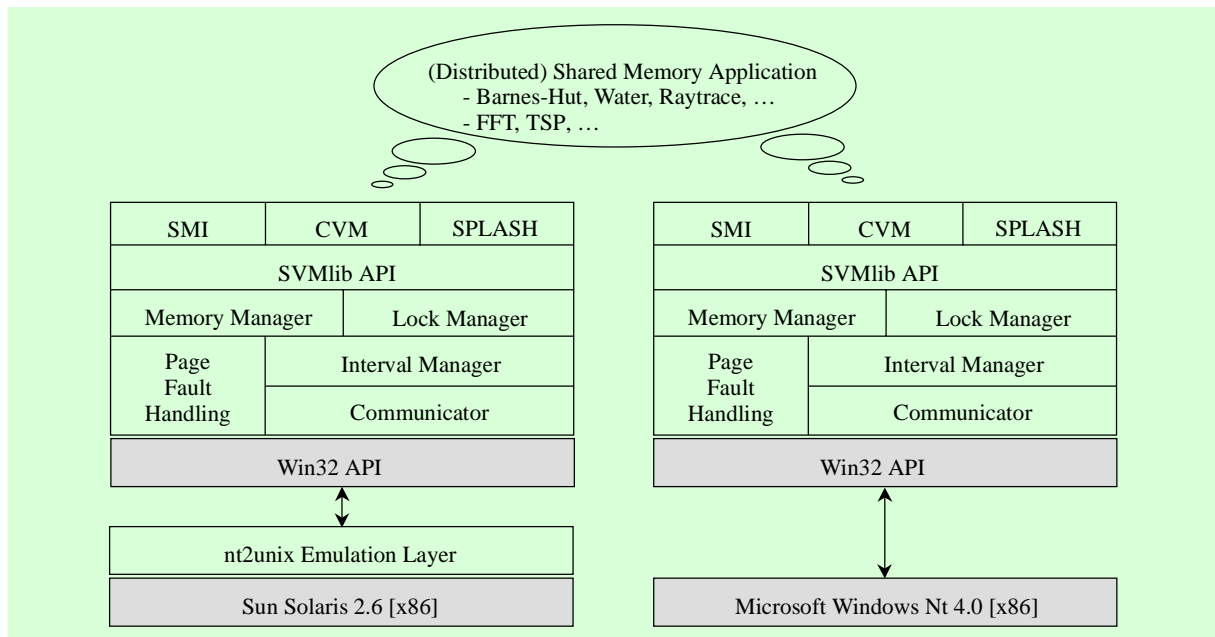 (Distributed) Shared Memory Application
- Barnes-Hut, Water, Raytrace, …
- FFT, TSP, …
SMI
CVM
SPLASH
SVMlib API
Memory Manager
Lock Manager
Page
Fault
Handling
Interval Manager
Communicator
Win32 API
nt2unix Emulation Layer
Sun Solaris 2.6 [x86]
SMI
CVM
SPLASH
SVMlib API
Memory Manager
Lock Manager
Page
Fault
Handling
Interval Manager
Communicator
Win32 API
Microsoft Windows Nt 4.0 [x86]